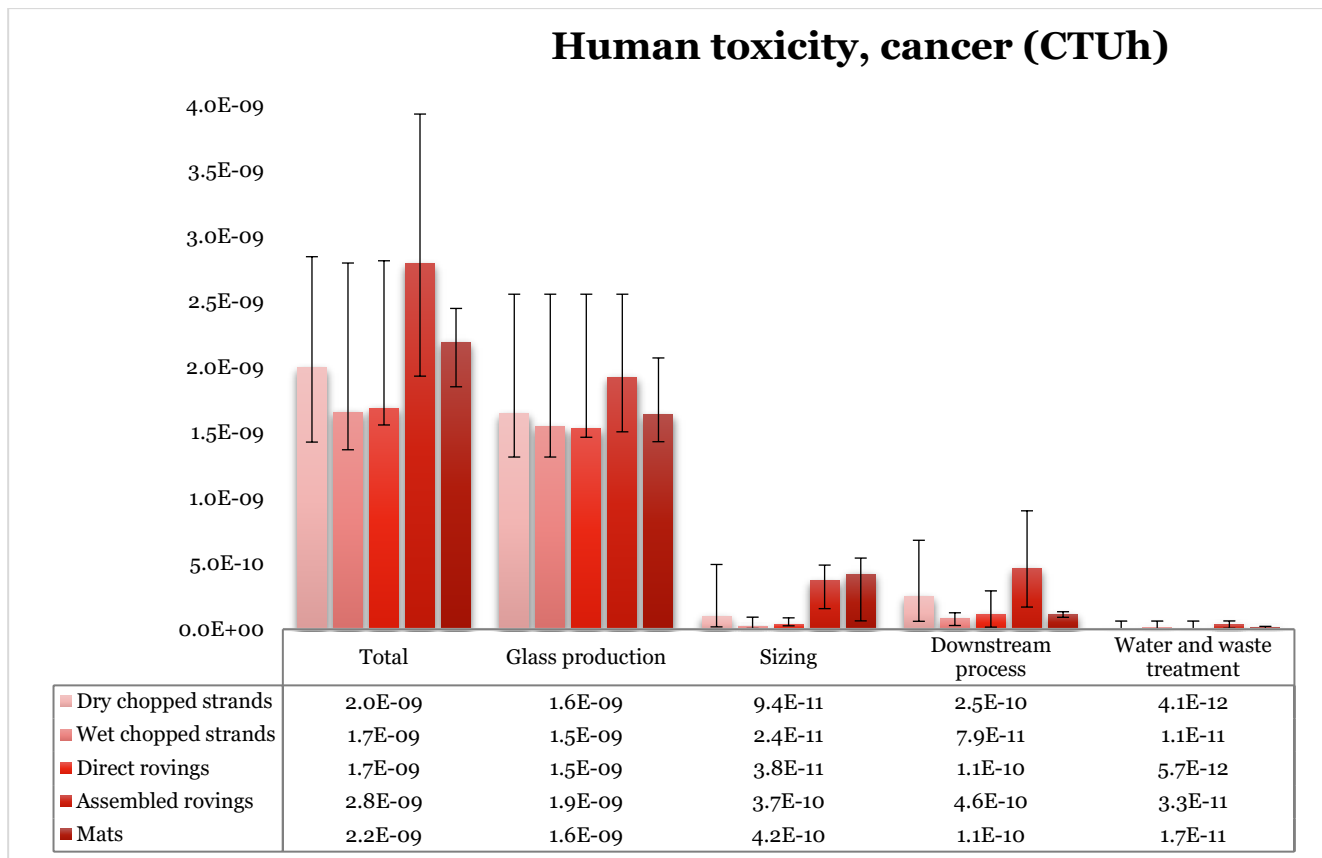 Human toxicity, cancer (CTUh)
4.0E-09
3.5E-09
3.0E-09
2.5E-09
2.0E-09
1.5E-09
1.0E-09
5.0E-10
0.0E+00
Total Glass production Sizing Downstream process Water and waste treatment
Dry chopped strands 2.0E-09 1.6E-09 9.4E-11 2.5E-10 4.1E-12
Wet chopped strands 1.7E-09 1.5E-09 2.4E-11 7.9E-11 1.1E-11
Direct rovings 1.7E-09 1.5E-09 3.8E-11 1.1E-10 5.7E-12
Assembled rovings 2.8E-09 1.9E-09 3.7E-10 4.6E-10 3.3E-11
Mats 2.2E-09 1.6E-09 4.2E-10 1.1E-10 1.7E-11